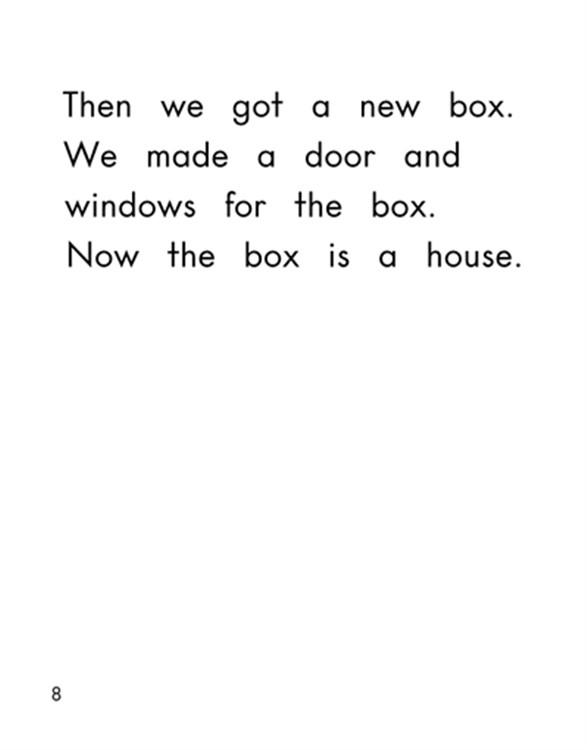 Then we got a new box.
We made a door and
windows for the box.
Now the box is a house.
8